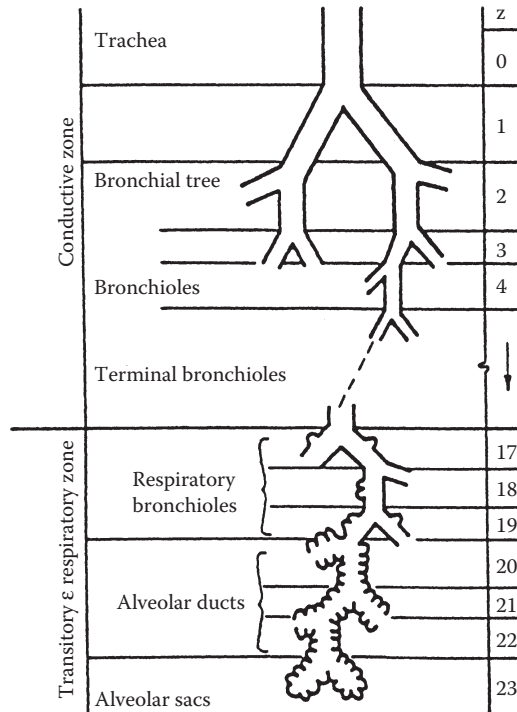 z
Trachea
0
1
Conductive zone
Bronchial tree
2
3
Bronchioles
4
Terminal bronchioles
17
Respiratory
bronchioles
18
19
Transitory ε respiratory zone
20
Alveolar ducts
21
22
Alveolar sacs
23